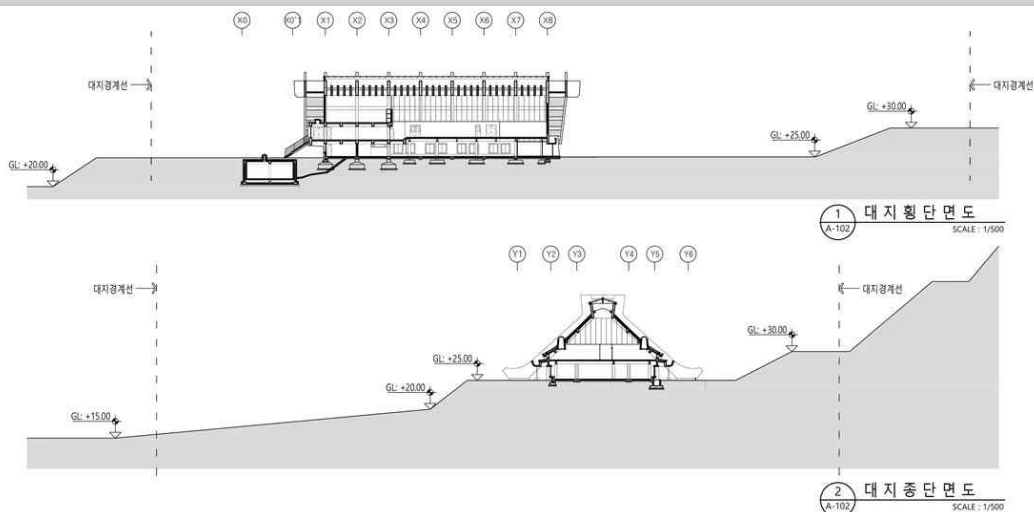 X0 X0'1 X1 X2 X3 X4 X5 X6 X7 X8
대지경계선
대지경계선
GL: +30.00
GL: +25.00
GL: +20.00
1 대지횡단면도
A-102 SCALE : 1/500
Y1 Y2 Y3 Y4 Y5 Y6
대지경계선
대지경계선
GL: +30.00
GL: +25.00
GL: +20.00
GL: +15.00
2 대지종단면도
A-102 SCALE : 1/500